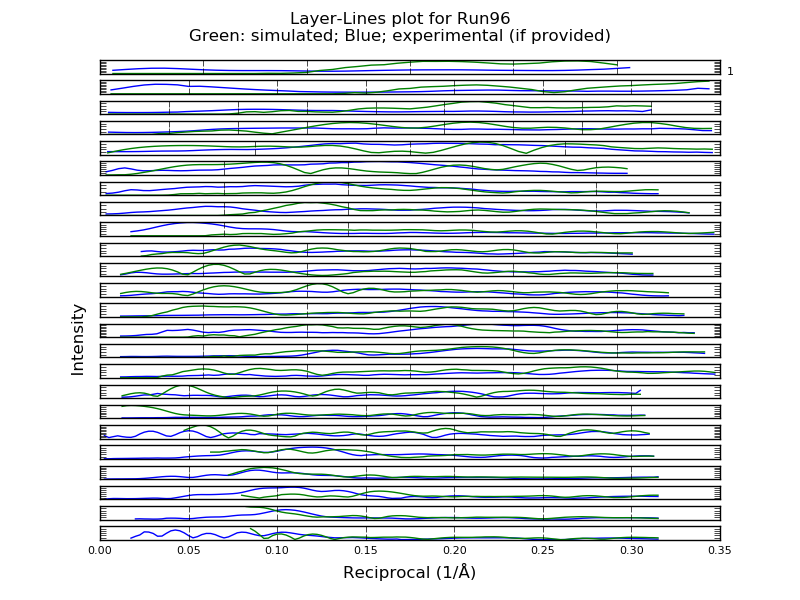 Layer-Lines plot for Run96
Green: simulated; Blue; experimental (if provided)
1
Intensity
0.00 0.05 0.10 0.15 0.20 0.25 0.30 0.35
Reciprocal (1/Å)